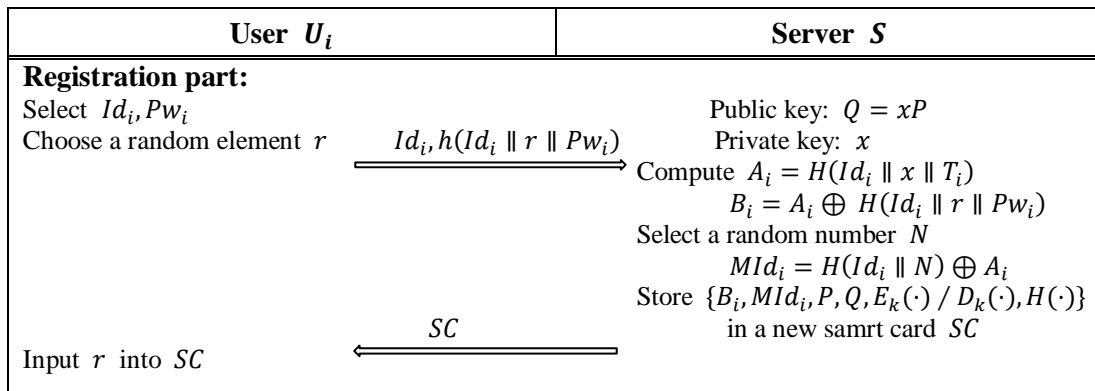 User U_i Server S
Registration part:
Select Id_i, Pw_i Public key: Q = xP
Choose a random element r Id_i, h(Id_i ∥ r ∥ Pw_i) Private key: x
Compute A_i = H(Id_i ∥ x ∥ T_i)
B_i = A_i ⊕ H(Id_i ∥ r ∥ Pw_i)
Select a random number N
MId_i = H(Id_i ∥ N) ⊕ A_i
Store {B_i, MId_i, P, Q, E_k(·) / D_k(·), H(·)}
SC in a new samrt card SC
Input r into SC